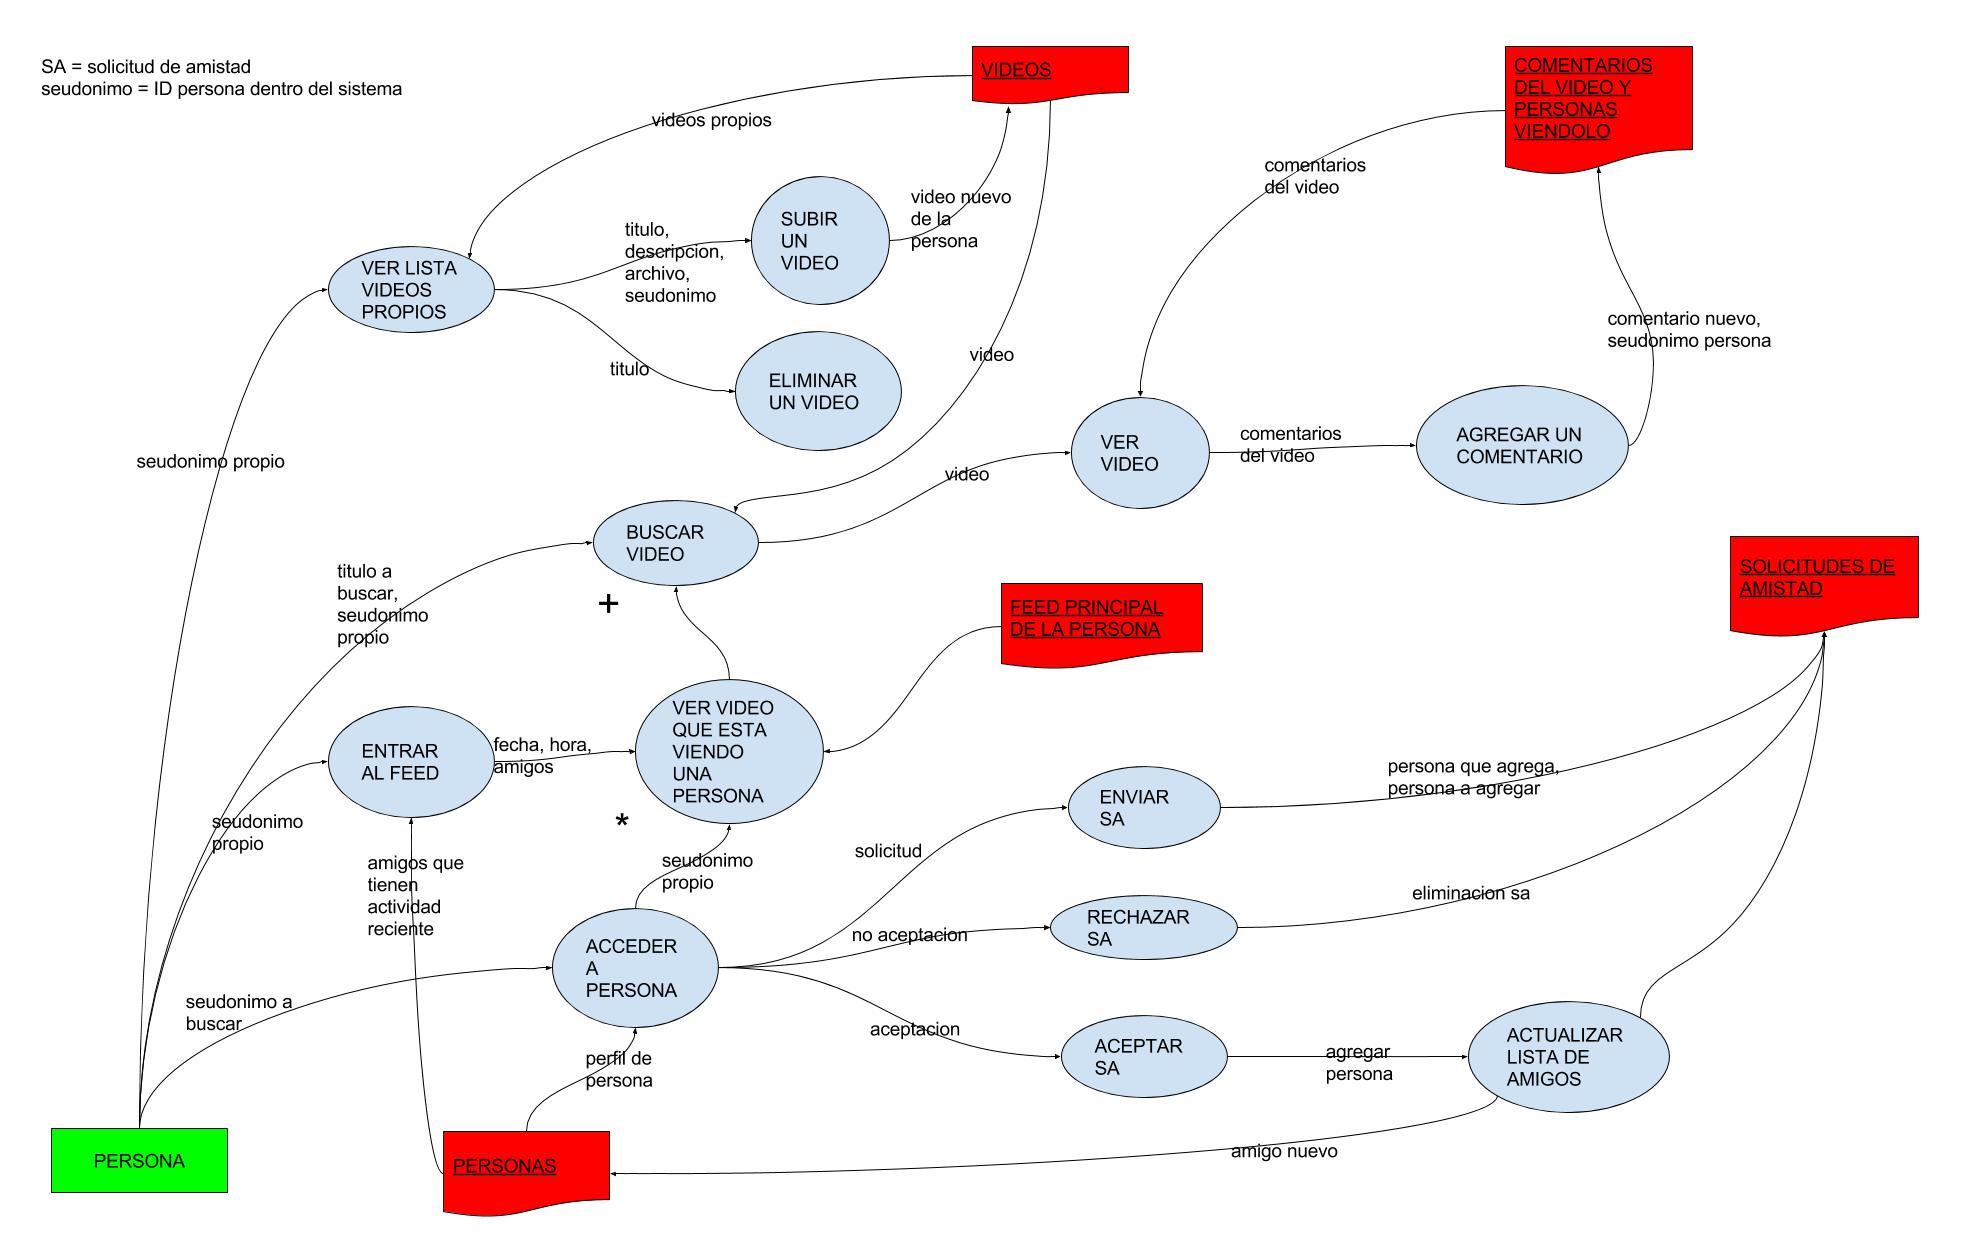 SA = solicitud de amistad
seudonimo = ID persona dentro del sistema
VIDEOS
COMENTARIOS
DEL VIDEO Y
PERSONAS
VIENDOLO
videos propios
comentarios
del video
video nuevo
de la
persona
SUBIR
UN
VIDEO
titulo,
descripcion,
archivo,
seudonimo
VER LISTA
VIDEOS
PROPIOS
comentario nuevo,
seudonimo persona
video
titulo
ELIMINAR
UN VIDEO
seudonimo propio
video
VER
VIDEO
comentarios
del video
AGREGAR UN
COMENTARIO
BUSCAR
VIDEO
titulo a
buscar,
seudonimo
propio
+
FEED PRINCIPAL
DE LA PERSONA
SOLICITUDES DE
AMISTAD
ENTRAR
AL FEED
fecha, hora,
amigos
VER VIDEO
QUE ESTA
VIENDO
UNA
PERSONA
*
seudonimo
propio
amigos que
tienen
actividad
reciente
seudonimo
propio
solicitud
ENVIAR
SA
persona que agrega,
persona a agregar
no aceptacion
RECHAZAR
SA
eliminacion sa
ACCEDER
A
PERSONA
seudonimo a
buscar
aceptacion
ACEPTAR
SA
agregar
persona
ACTUALIZAR
LISTA DE
AMIGOS
perfil de
persona
amigo nuevo
PERSONA
PERSONAS